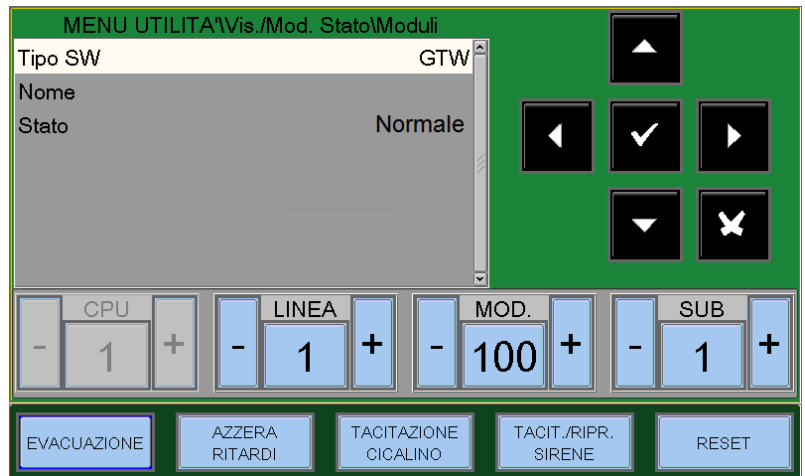 MENU UTILITA'\Vis./Mod. Stato\Moduli
Tipo SW GTW
Nome
Stato Normale
CPU LINEA MOD. SUB
- 1 + - 1 + - 100 + - 1 +
EVACUAZIONE
AZZERA
RITARDI
TACITAZIONE
CICALINO
TACIT./RIPR.
SIRENE
RESET